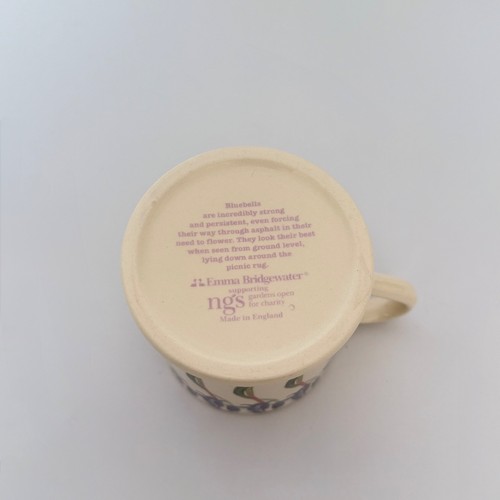 Bluebells
are incredibly strong
and persistent, even forcing
their way through asphalt in their
need to flower. They look their best
when seen from ground level,
lying down around the
picnic rug.
Emma Bridgewater™
supporting
ngs gardens open
for charity
Made in England